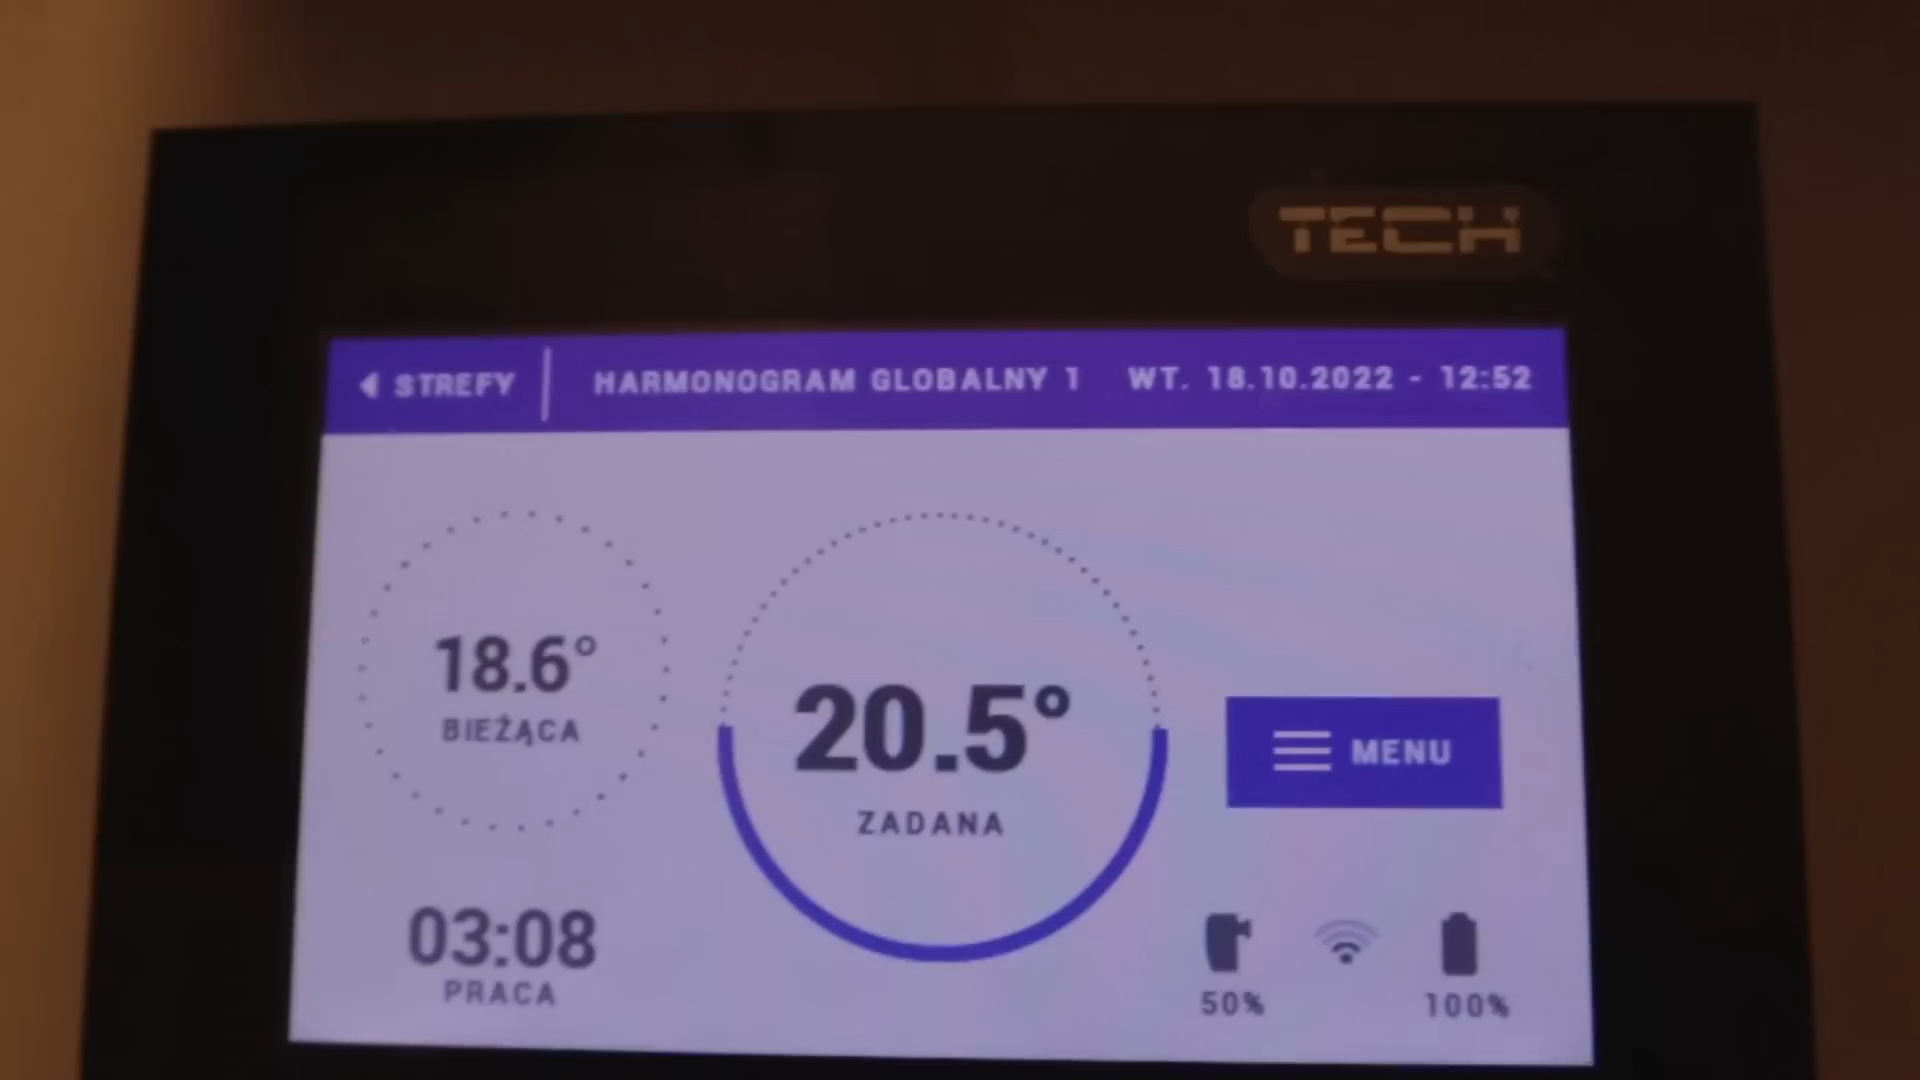 TECH
STREFY
HARMONOGRAM GLOBALNY 1
WT. 18.10.2022 - 12:52
18.6°
BIEŻĄCA
20.5°
ZADANA
MENU
03:08
PRACA
50%
100%